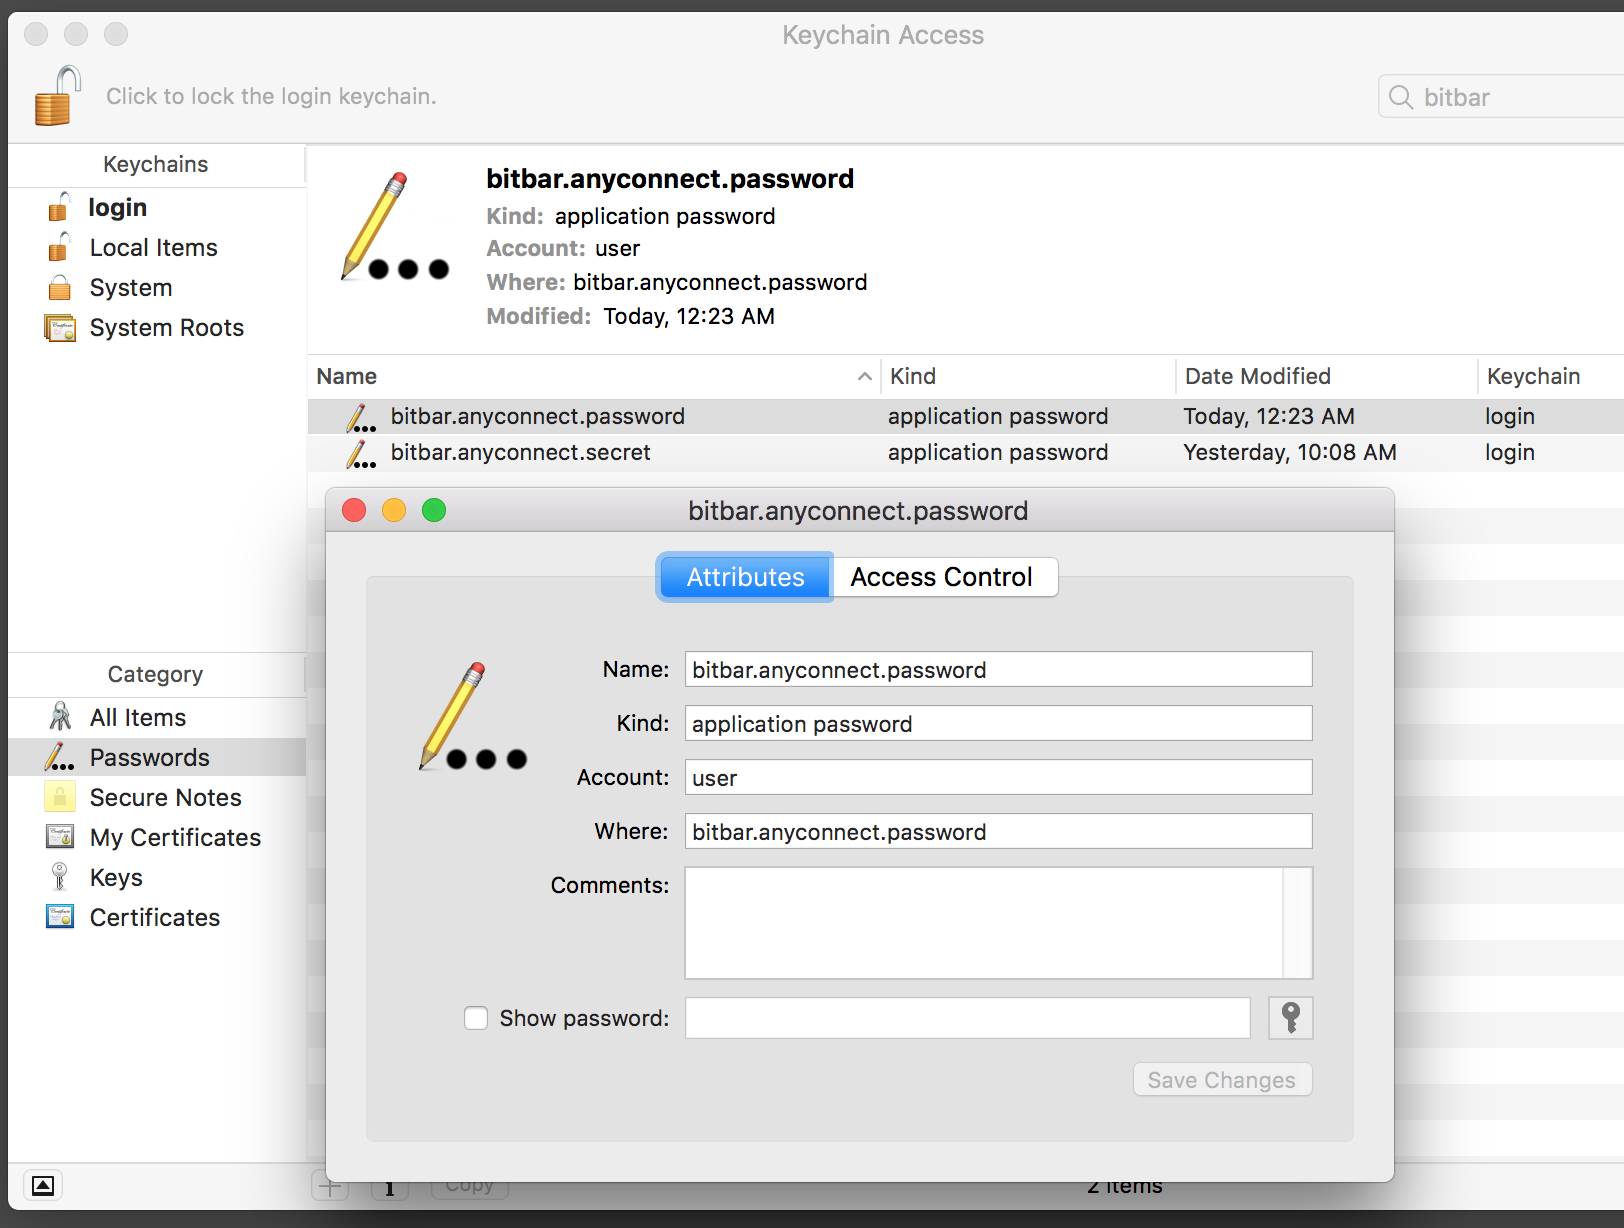 Keychain Access
Click to lock the login keychain.
bitbar
Keychains
login
Local Items
System
System Roots
bitbar.anyconnect.password
Kind: application password
Account: user
Where: bitbar.anyconnect.password
Modified: Today, 12:23 AM
Name Kind Date Modified Keychain
bitbar.anyconnect.password application password Today, 12:23 AM login
bitbar.anyconnect.secret application password Yesterday, 10:08 AM login
bitbar.anyconnect.password
Attributes Access Control
Name: bitbar.anyconnect.password
Kind: application password
Account: user
Where: bitbar.anyconnect.password
Comments:
Show password:
Save Changes
Category
All Items
Passwords
Secure Notes
My Certificates
Keys
Certificates
Copy
2 items